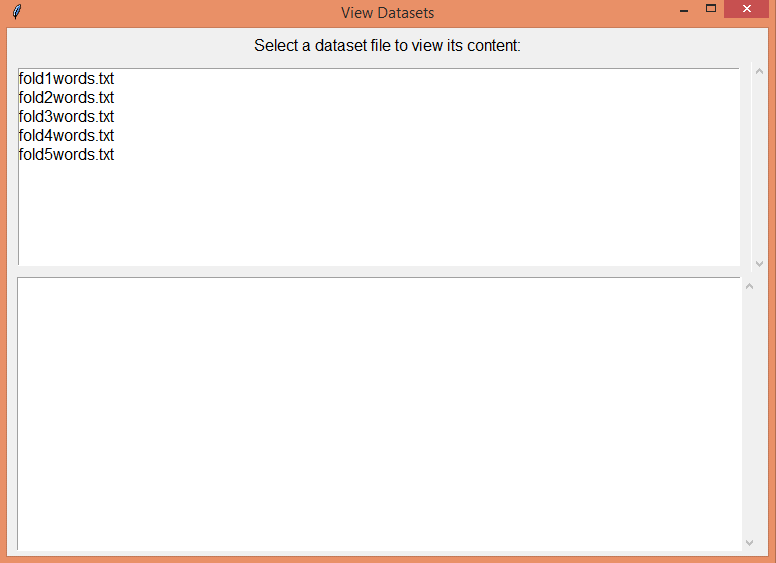 View Datasets
Select a dataset file to view its content:
fold1words.txt
fold2words.txt
fold3words.txt
fold4words.txt
fold5words.txt